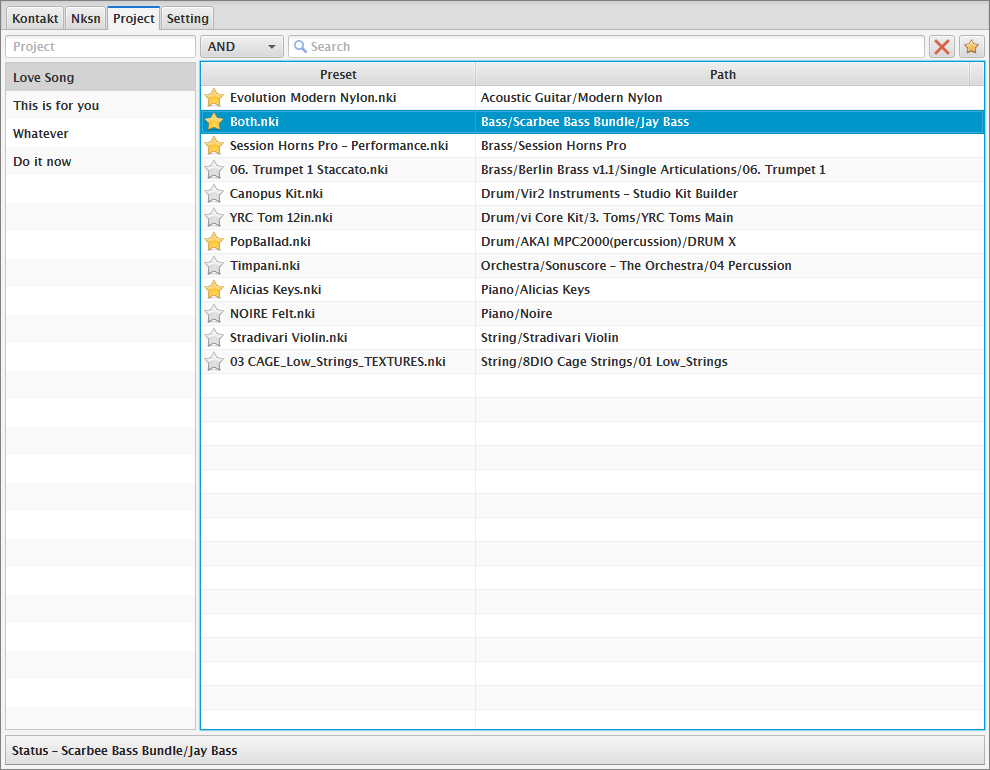 Kontakt Nksn Project Setting
Project AND Search
Love Song
This is for you
Whatever
Do it now
Preset Path
Evolution Modern Nylon.nki Acoustic Guitar/Modern Nylon
Both.nki Bass/Scarbee Bass Bundle/Jay Bass
Session Horns Pro - Performance.nki Brass/Session Horns Pro
06. Trumpet 1 Staccato.nki Brass/Berlin Brass v1.1/Single Articulations/06. Trumpet 1
Canopus Kit.nki Drum/Vir2 Instruments - Studio Kit Builder
YRC Tom 12in.nki Drum/vi Core Kit/3. Toms/YRC Toms Main
PopBallad.nki Drum/AKAI MPC2000(percussion)/DRUM X
Timpani.nki Orchestra/Sonuscore - The Orchestra/04 Percussion
Alicias Keys.nki Piano/Alicias Keys
NOIRE Felt.nki Piano/Noire
Stradivari Violin.nki String/Stradivari Violin
03 CAGE_Low_Strings_TEXTURES.nki String/8DIO Cage Strings/01 Low_Strings
Status - Scarbee Bass Bundle/Jay Bass